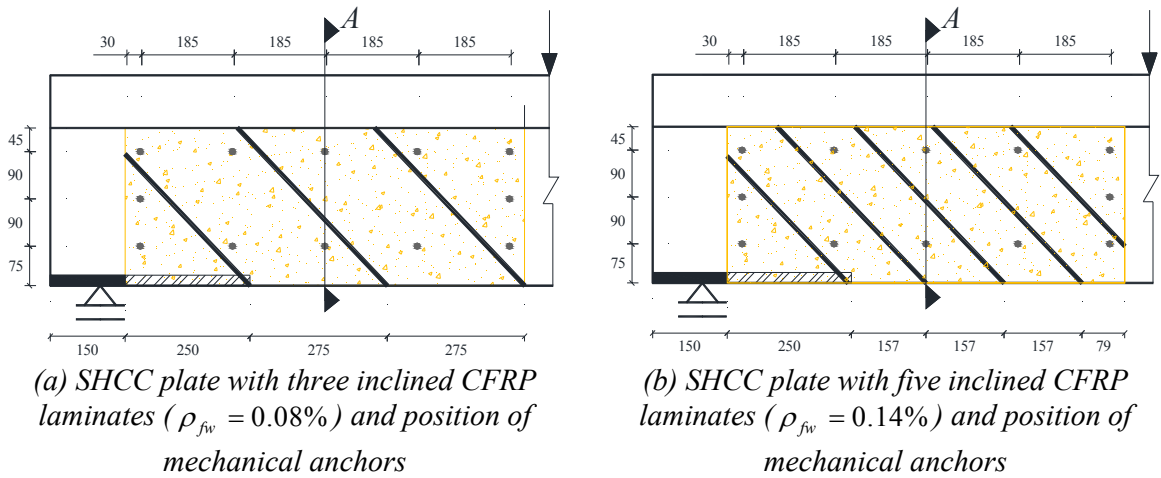 A
30 185 185 185 185
45
90
90
75
150 250 275 275
(a) SHCC plate with three inclined CFRP
laminates (ρfw = 0.08%) and position of
mechanical anchors
A
30 185 185 185 185
45
90
90
75
150 250 157 157 157 79
(b) SHCC plate with five inclined CFRP
laminates (ρfw = 0.14%) and position of
mechanical anchors